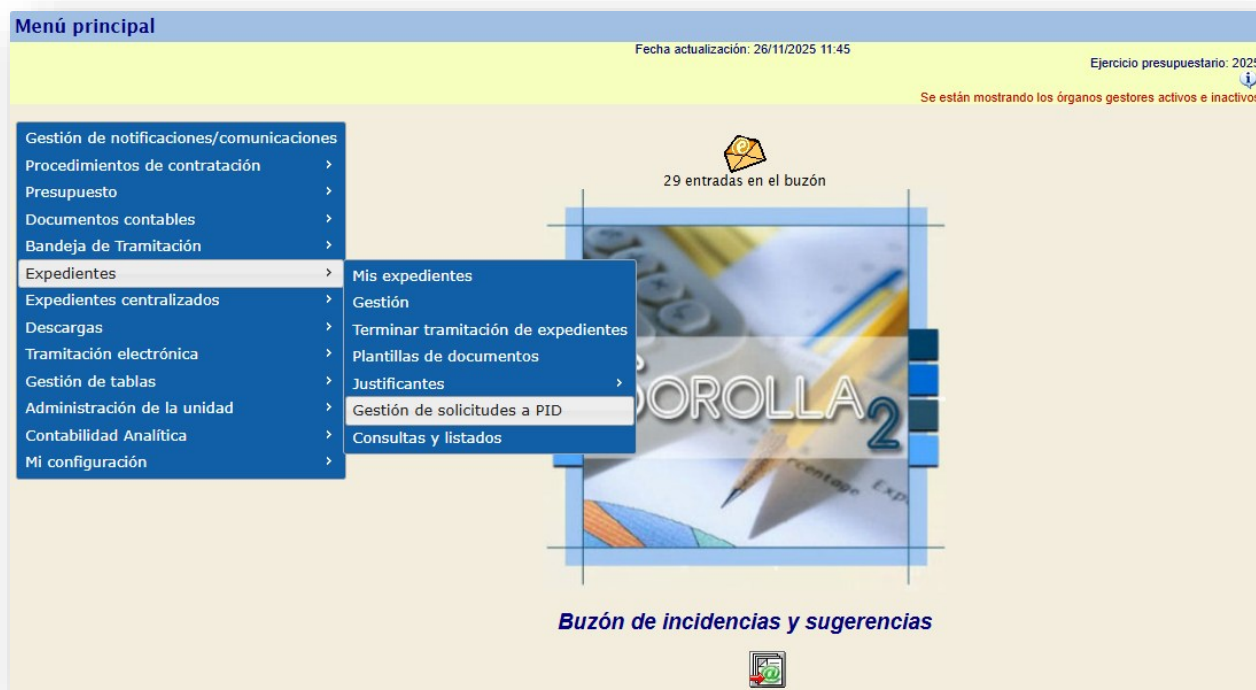 Menú principal
Fecha actualización: 26/11/2025 11:45
Ejercicio presupuestario: 2025
Se están mostrando los órganos gestores activos e inactivos
Gestión de notificaciones/comunicaciones
Procedimientos de contratación
Presupuesto
Documentos contables
Bandeja de Tramitación
Expedientes
Expedientes centralizados
Descargas
Tramitación electrónica
Gestión de tablas
Administración de la unidad
Contabilidad Analítica
Mi configuración
Mis expedientes
Gestión
Terminar tramitación de expedientes
Plantillas de documentos
Justificantes
Gestión de solicitudes a PID
Consultas y listados
29 entradas en el buzón
SOROLLA2
Buzón de incidencias y sugerencias